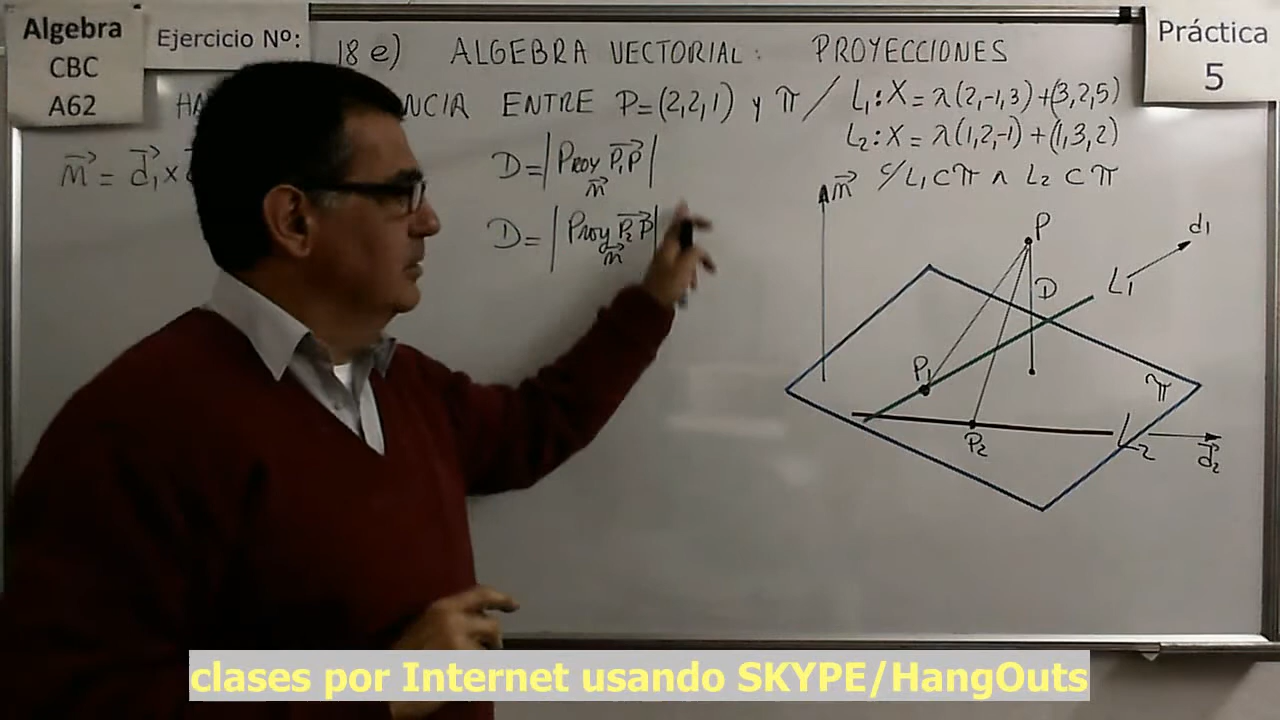 Algebra
CBC
A62
Ejercicio Nº:
18 e) ALGEBRA VECTORIAL: PROYECCIONES
Práctica
5
ENTRE P=(2,2,1) y π / L₁: X = λ(2,-1,3)+(3,2,5)
L₂: X = λ(1,2,-1)+(1,3,2)
c/ L₁ ⊂ π ∧ L₂ ⊂ π
n⃗ = d⃗₁ x
D = | Proy P₁P⃗ |
n⃗
D = | Proy P₂P⃗ |
n⃗
n⃗
P
d₁
D
L₁
P₁
π
L₂
P₂
d⃗₂
clases por Internet usando SKYPE/HangOuts